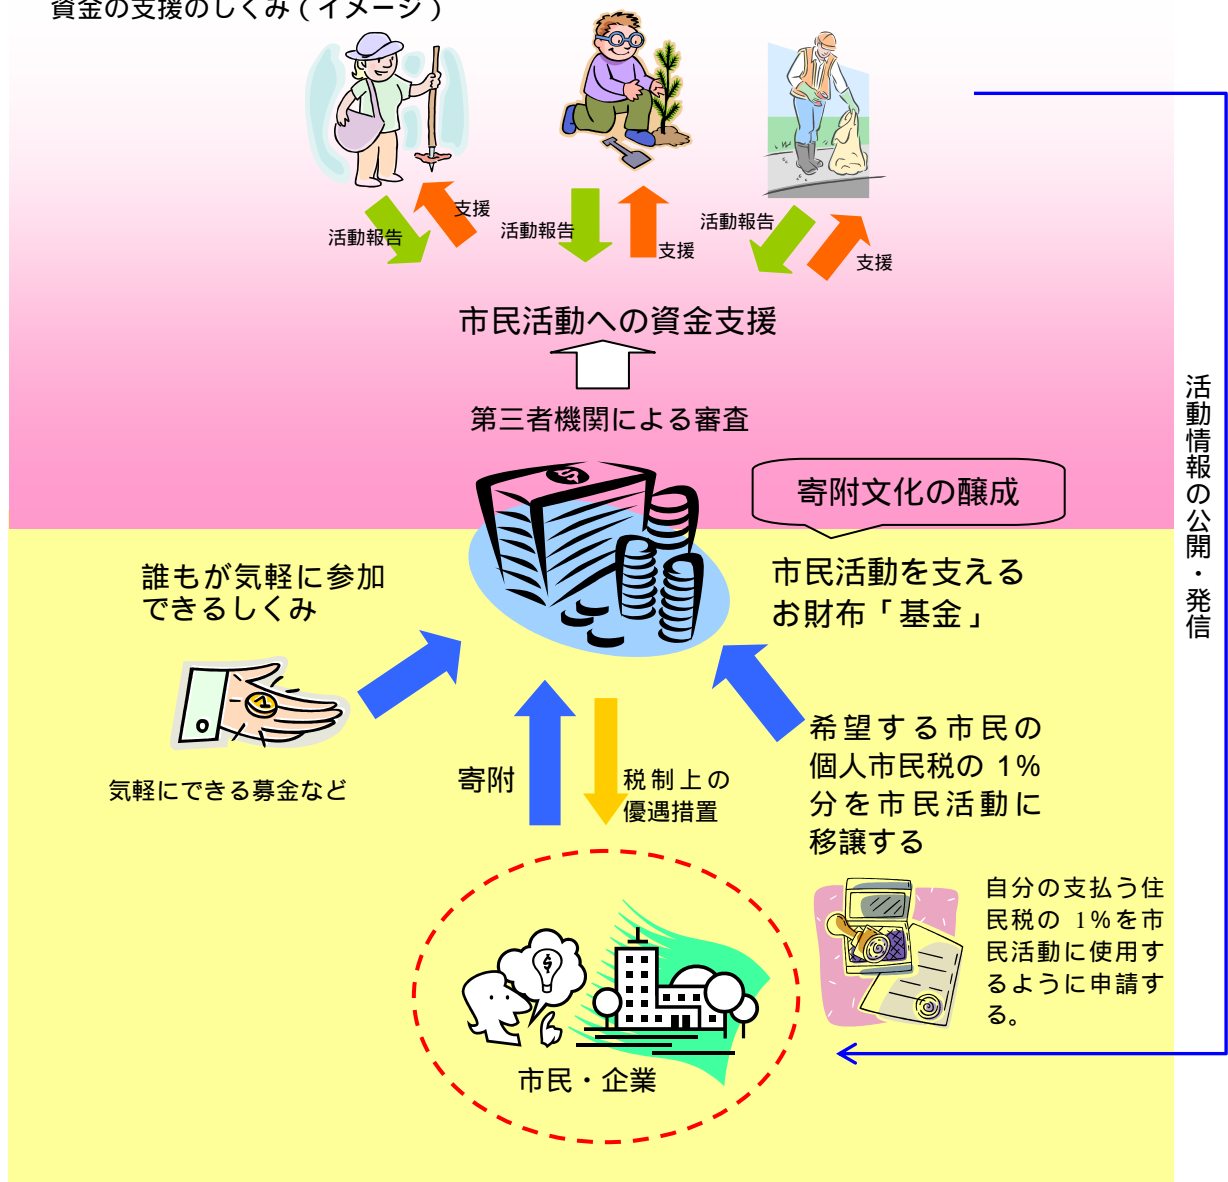 資金の支援のしくみ（イメージ）
支援
活動報告
活動報告
支援
活動報告
支援
市民活動への資金支援
第三者機関による審査
寄附文化の醸成
誰もが気軽に参加
できるしくみ
市民活動を支える
お財布「基金」
気軽にできる募金など
寄附
税制上の
優遇措置
希望する市民の
個人市民税の 1%
分を市民活動に
移譲する
自分の支払う住
民税の 1%を市
民活動に使用す
るように申請す
る。
市民・企業
活動情報の公開・発信